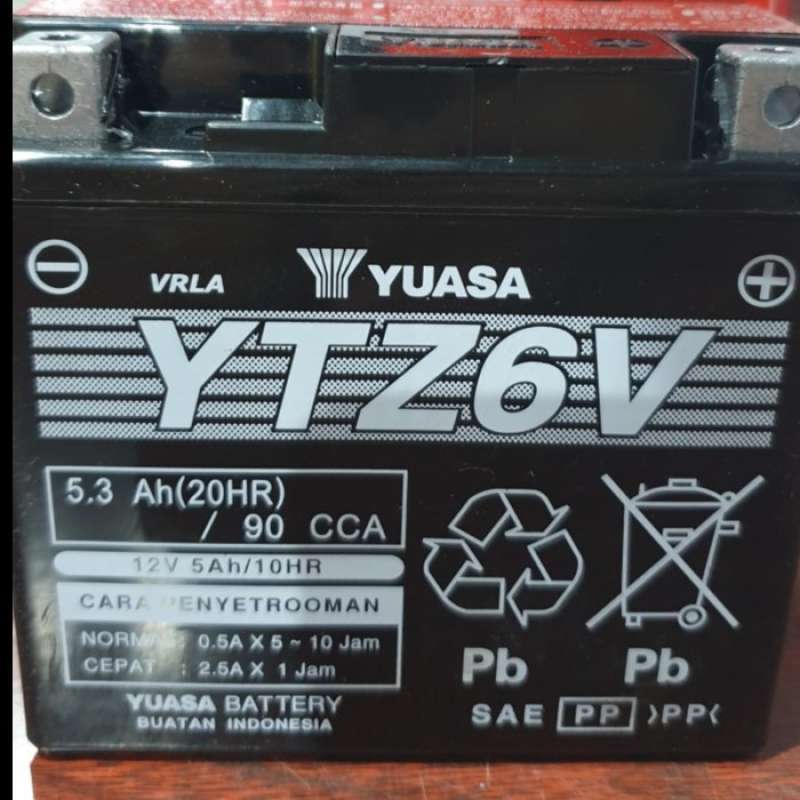 VRLA YUASA
YTZ6V
5.3 Ah(20HR)
/ 90 CCA
12V 5Ah/10HR
CARA PENYETROOMAN
NORMAL : 0.5A X 5 ~ 10 Jam
CEPAT : 2.5A X 1 Jam
YUASA BATTERY
BUATAN INDONESIA
Pb Pb
SAE PP >PP<